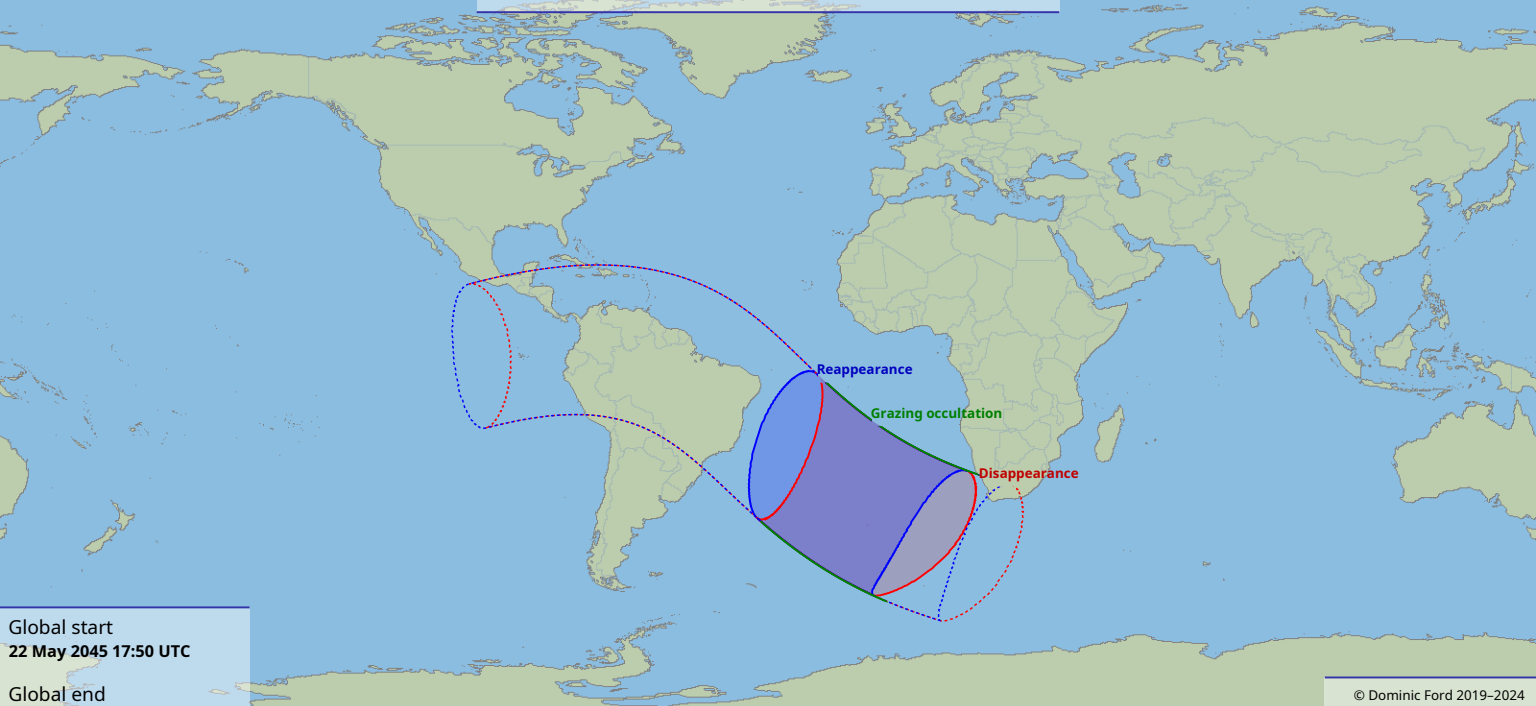 Reappearance
Grazing occultation
Disappearance
Global start
22 May 2045 17:50 UTC
Global end
© Dominic Ford 2019–2024